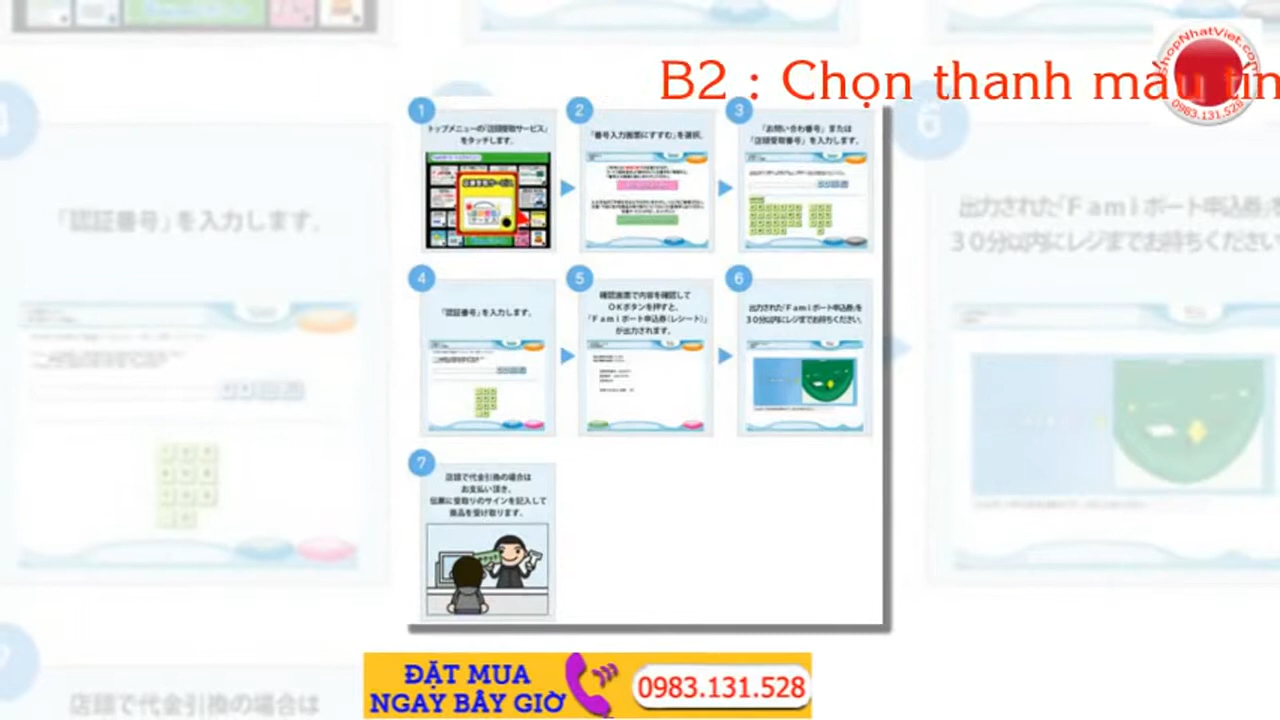 B2 : Chọn thanh màu tím
ShopNhatViet.com
0983.131.528
1
トップメニューの「店頭受取サービス」
をタッチします。
2
「番号入力画面にすすむ」を選択。
3
「お問い合わせ番号」または
「店頭受取番号」を入力します。
4
「認証番号」を入力します。
5
確認画面で内容を確認して
OKボタンを押すと、
「Ｆａｍｉポート申込券（レシート）」
が出力されます。
6
出力された「Ｆａｍｉポート申込券」を
３０分以内にレジまでお持ちください。
7
店頭で代金引換の場合は
お支払い頂き、
伝票に受取りのサインを記入して
商品を受け取ります。
「認証番号」を入力します。
出力された「Ｆａｍｉポート申込券」を
３０分以内にレジまでお持ちください
店頭で代金引換の場合は
ĐẶT MUA
NGAY BÂY GIỜ
0983.131.528